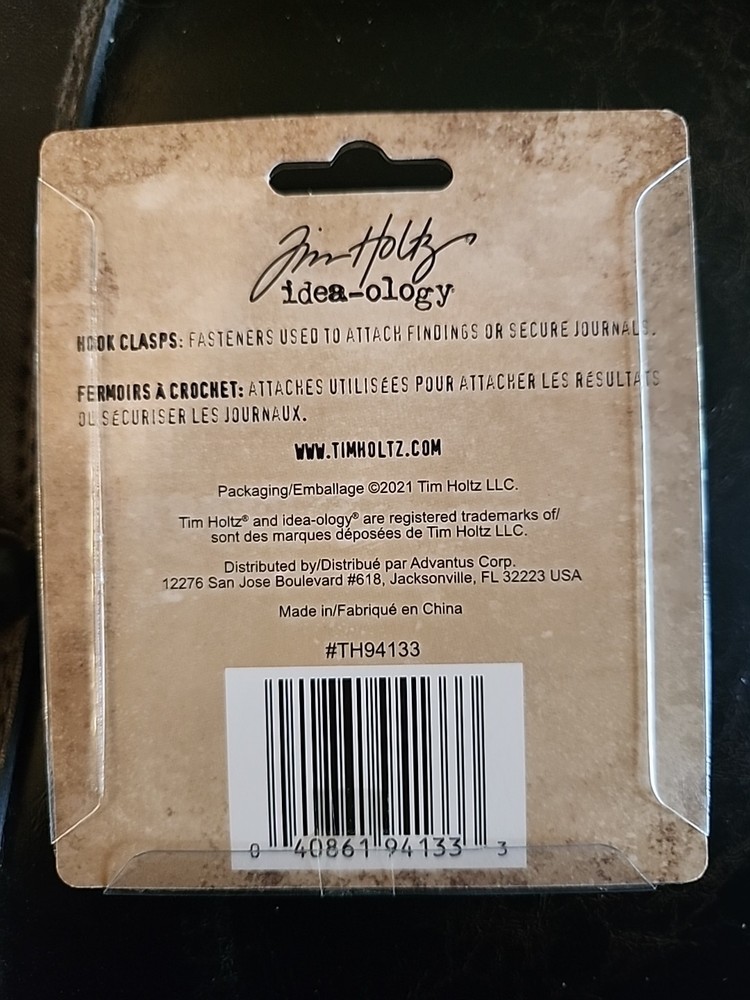 Tim Holtz
idea-ology
HOOK CLASPS: FASTENERS USED TO ATTACH FINDINGS OR SECURE JOURNALS.
FERMOIRS À CROCHET: ATTACHES UTILISÉES POUR ATTACHER LES RÉSULTATS
OU SÉCURISER LES JOURNAUX.
WWW.TIMHOLTZ.COM
Packaging/Emballage ©2021 Tim Holtz LLC.
Tim Holtz® and idea-ology® are registered trademarks of/
sont des marques déposées de Tim Holtz LLC.
Distributed by/Distribué par Advantus Corp.
12276 San Jose Boulevard #618, Jacksonville, FL 32223 USA
Made in/Fabriqué en China
#TH94133
0 40861 94133 3